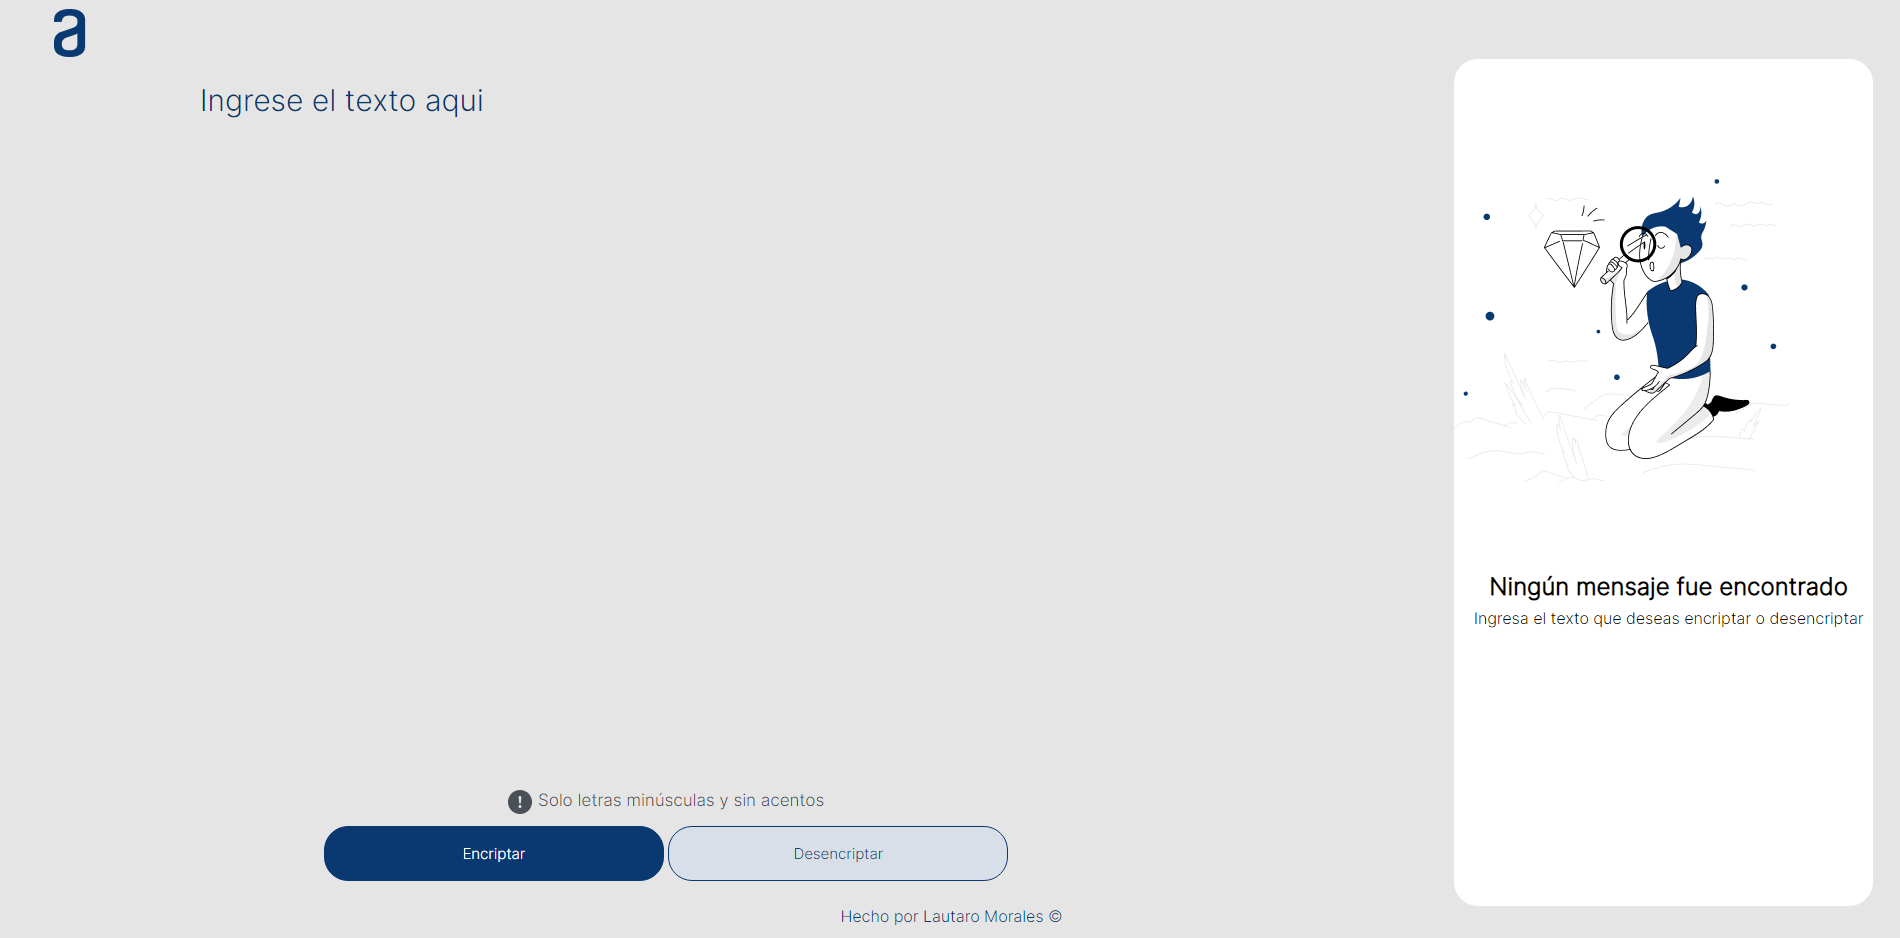 a
Ingrese el texto aqui
Ningún mensaje fue encontrado
Ingresa el texto que deseas encriptar o desencriptar
! Solo letras minúsculas y sin acentos
Encriptar
Desencriptar
Hecho por Lautaro Morales ©